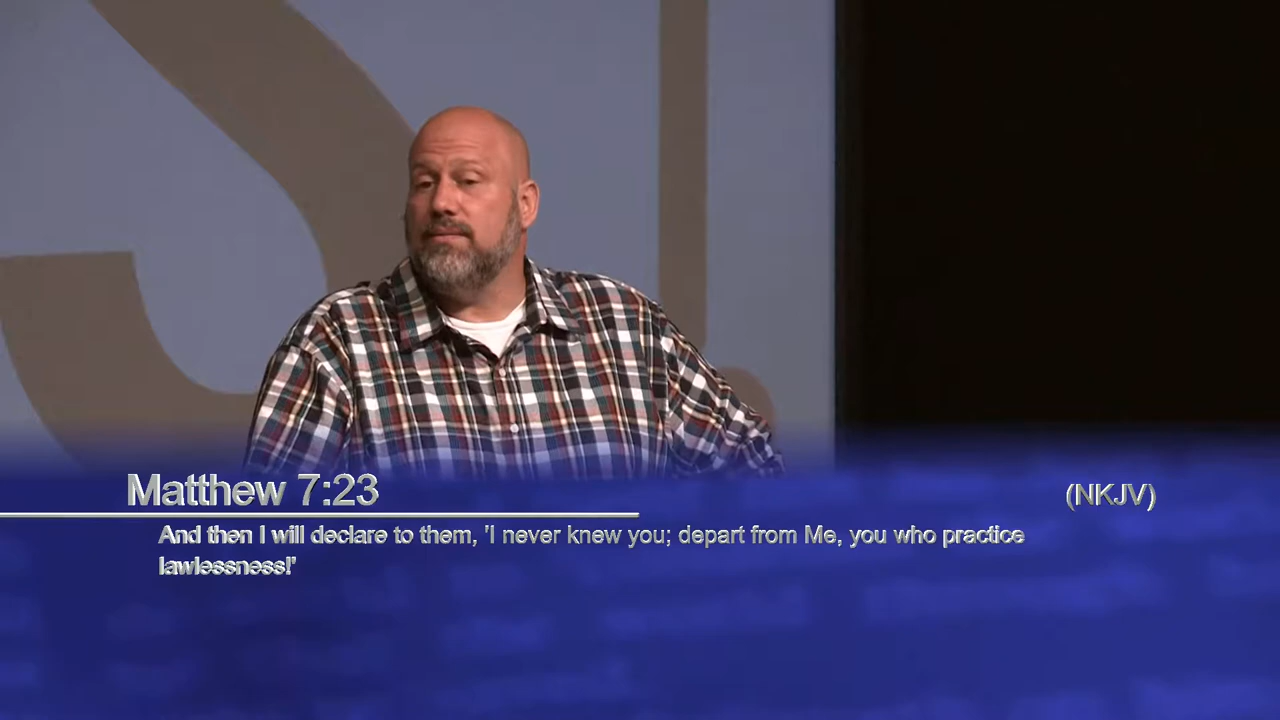 Matthew 7:23
(NKJV)
And then I will declare to them, 'I never knew you; depart from Me, you who practice
lawlessness!'